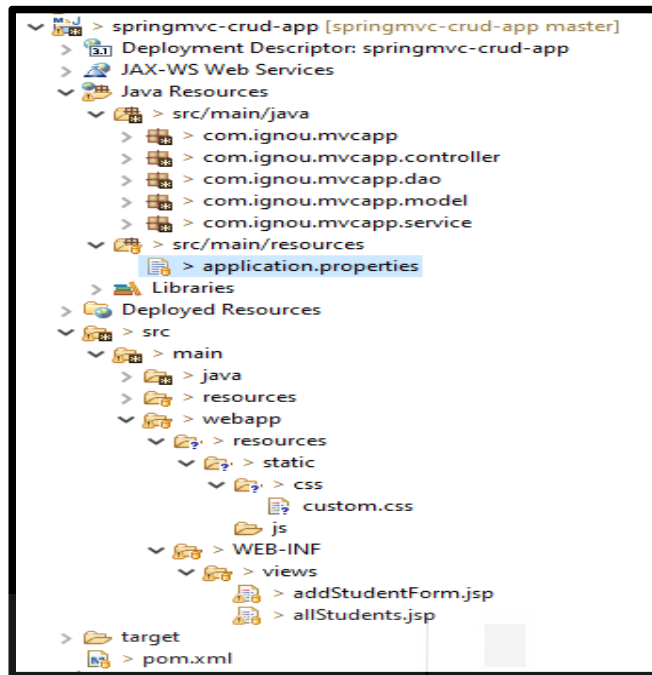 > springmvc-crud-app [springmvc-crud-app master]
Deployment Descriptor: springmvc-crud-app
JAX-WS Web Services
Java Resources
> src/main/java
> com.ignou.mvcapp
> com.ignou.mvcapp.controller
> com.ignou.mvcapp.dao
> com.ignou.mvcapp.model
> com.ignou.mvcapp.service
> src/main/resources
> application.properties
Libraries
Deployed Resources
> src
> main
> java
> resources
> webapp
> resources
> static
> css
custom.css
js
> WEB-INF
> views
> addStudentForm.jsp
> allStudents.jsp
target
> pom.xml